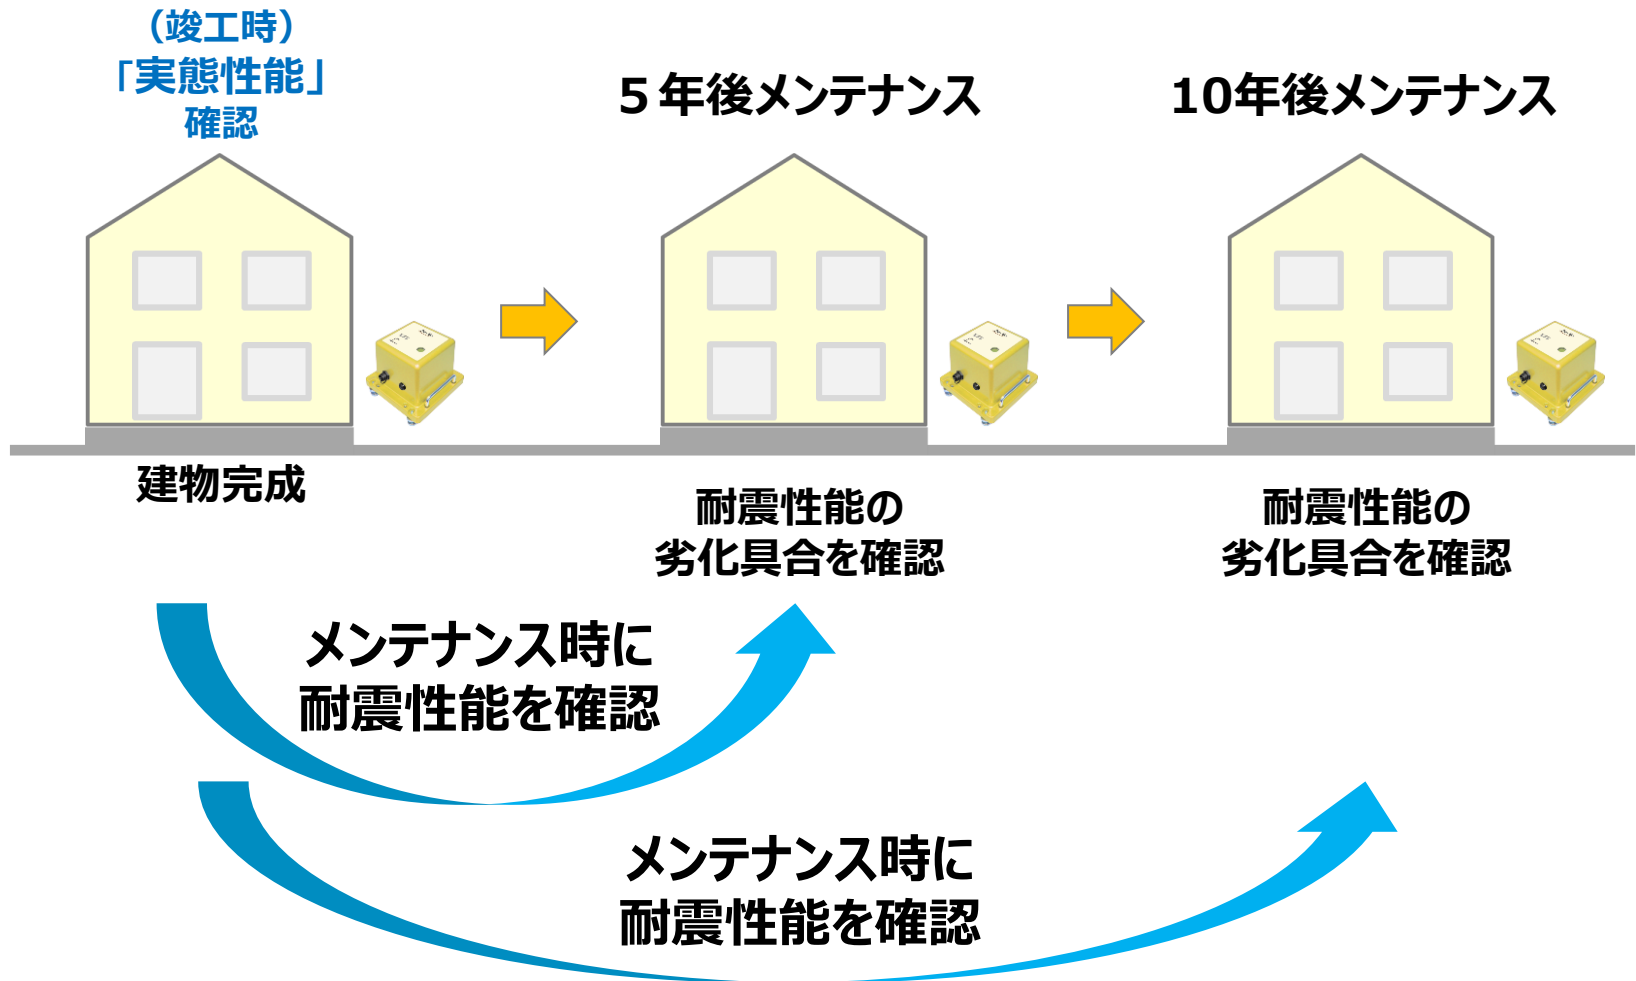 （竣工時）
「実態性能」
確認
５年後メンテナンス
10年後メンテナンス
建物完成
耐震性能の
劣化具合を確認
耐震性能の
劣化具合を確認
メンテナンス時に
耐震性能を確認
メンテナンス時に
耐震性能を確認